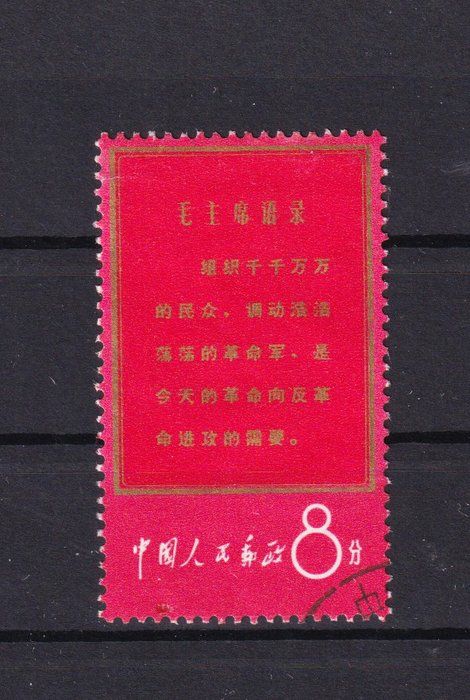 毛主席语录
组织千千万万
的民众，调动浩浩
荡荡的革命军，是
今天的革命向反革
命进攻的需要。
中国人民邮政8分
内